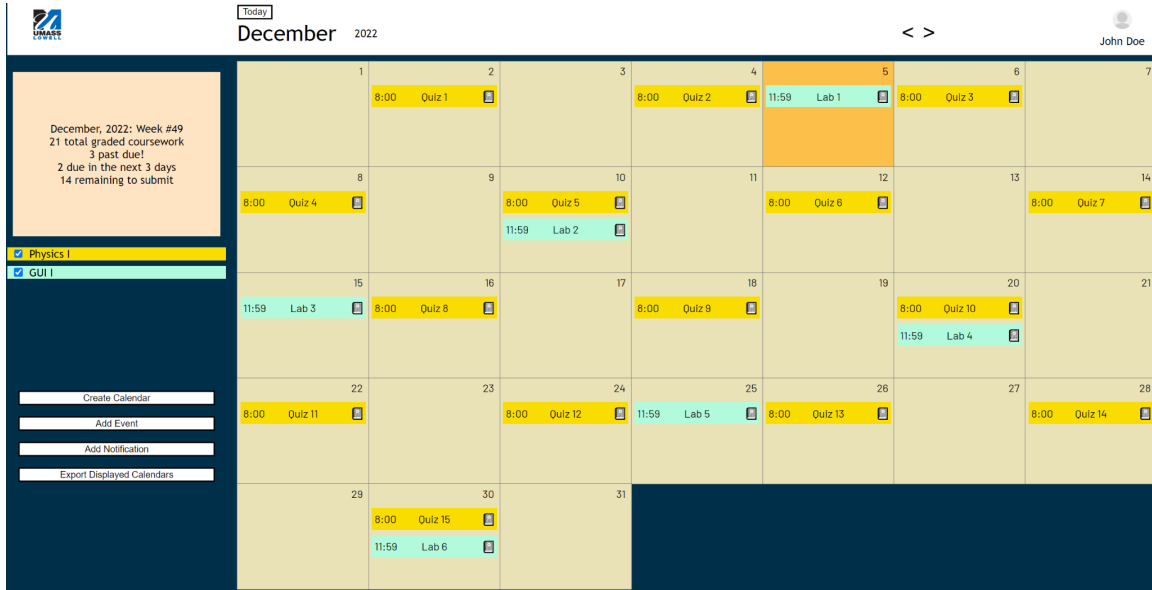 UMASS
LOWELL
Today
December 2022
< >
John Doe
December, 2022: Week #49
21 total graded coursework
3 past due!
2 due in the next 3 days
14 remaining to submit
Physics I
GUI I
Create Calendar
Add Event
Add Notification
Export Displayed Calendars
1 2 3 4 5 6 7
8:00 Quiz 1 8:00 Quiz 2 11:59 Lab 1 8:00 Quiz 3
8 9 10 11 12 13 14
8:00 Quiz 4 8:00 Quiz 5 8:00 Quiz 6 8:00 Quiz 7
11:59 Lab 2
15 16 17 18 19 20 21
11:59 Lab 3 8:00 Quiz 8 8:00 Quiz 9 8:00 Quiz 10
11:59 Lab 4
22 23 24 25 26 27 28
8:00 Quiz 11 8:00 Quiz 12 11:59 Lab 5 8:00 Quiz 13 8:00 Quiz 14
29 30 31
8:00 Quiz 15
11:59 Lab 6